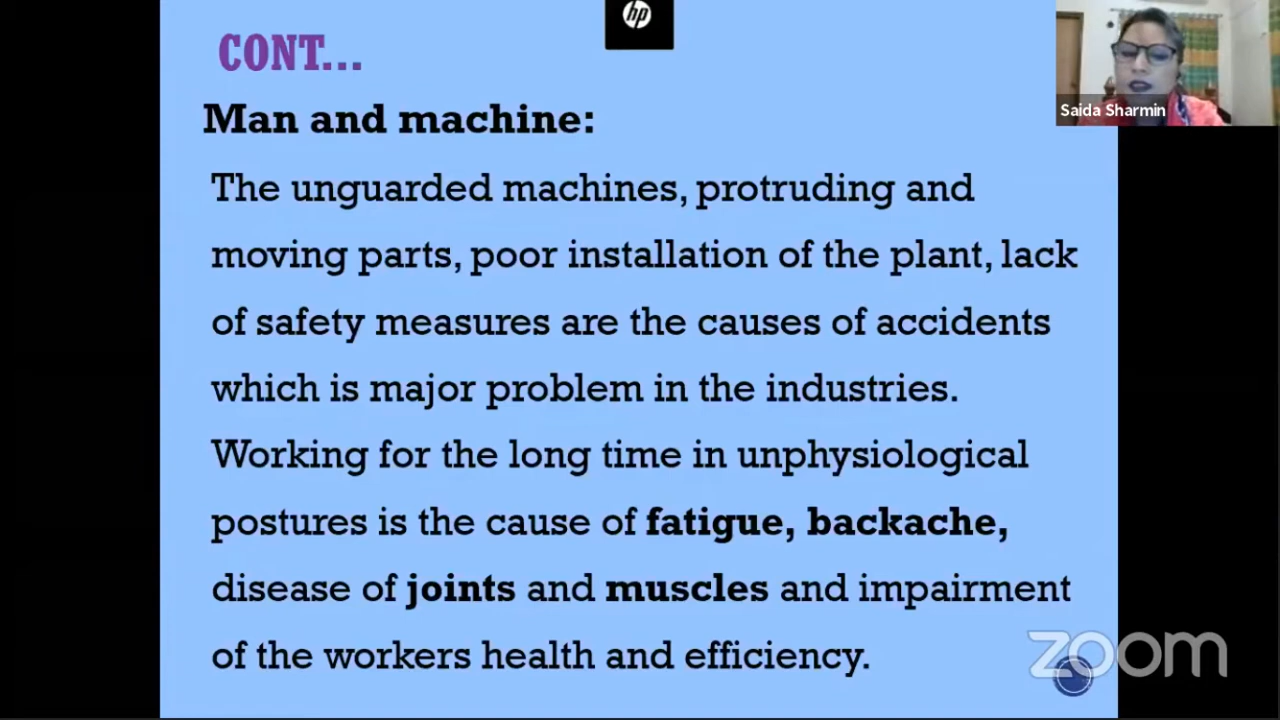 hp
CONT...
Saida Sharmin
Man and machine:
The unguarded machines, protruding and
moving parts, poor installation of the plant, lack
of safety measures are the causes of accidents
which is major problem in the industries.
Working for the long time in unphysiological
postures is the cause of fatigue, backache,
disease of joints and muscles and impairment
of the workers health and efficiency.
zoom